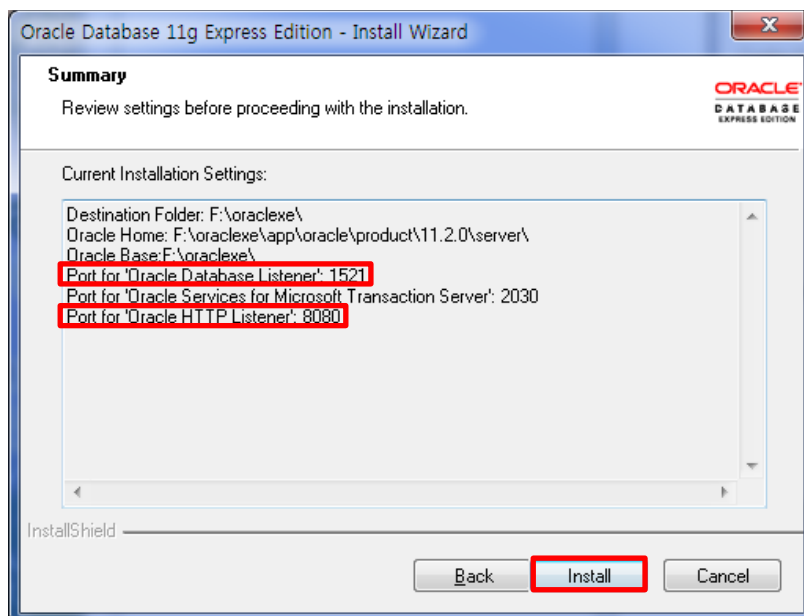 Oracle Database 11g Express Edition - Install Wizard
Summary
Review settings before proceeding with the installation.
ORACLE
DATABASE
EXPRESS EDITION
Current Installation Settings:
Destination Folder: F:\oraclexe\
Oracle Home: F:\oraclexe\app\oracle\product\11.2.0\server\
Oracle Base:F:\oraclexe\
Port for 'Oracle Database Listener': 1521
Port for 'Oracle Services for Microsoft Transaction Server': 2030
Port for 'Oracle HTTP Listener': 8080
InstallShield
Back
Install
Cancel